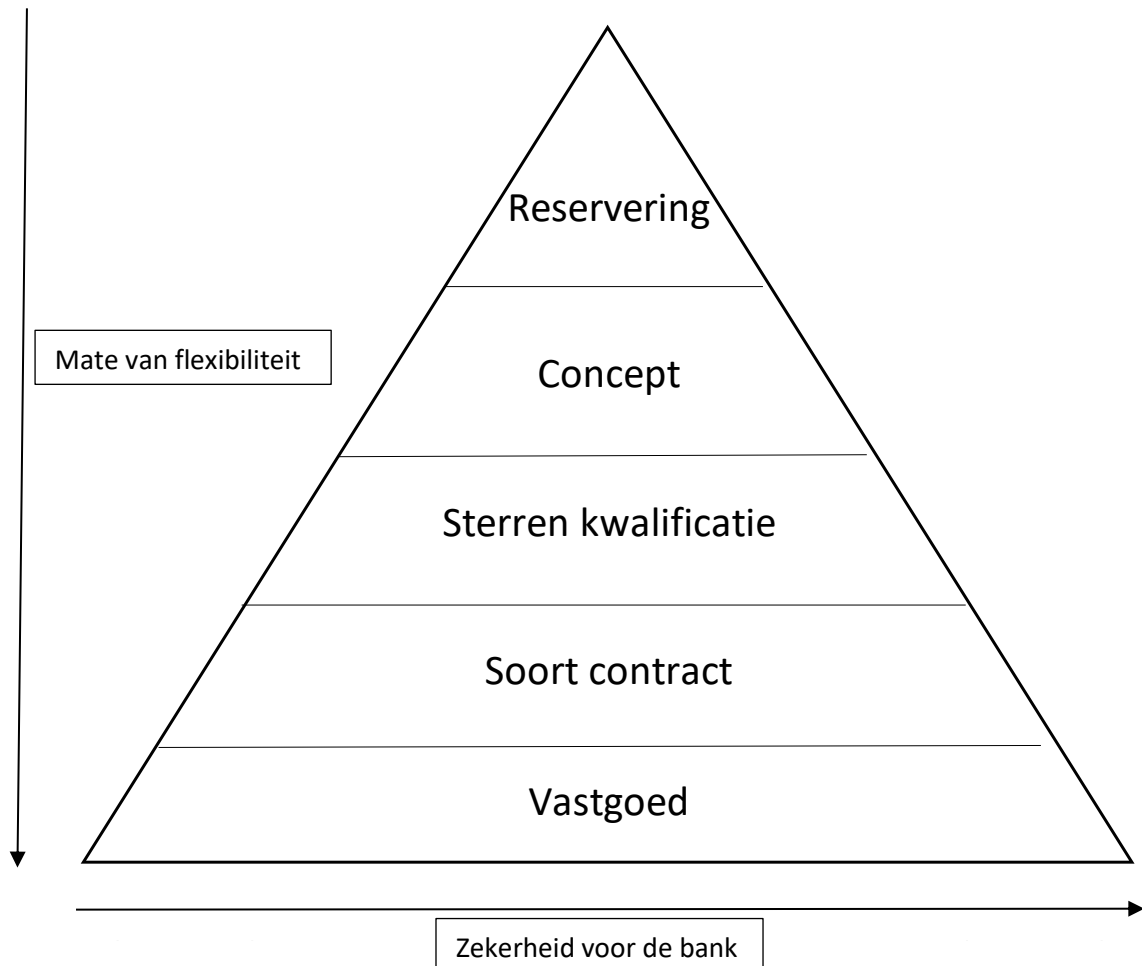 Reservering
Mate van flexibiliteit
Concept
Sterren kwalificatie
Soort contract
Vastgoed
Zekerheid voor de bank